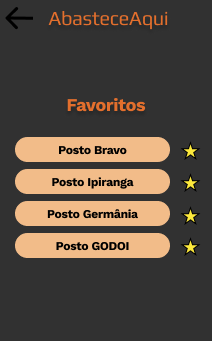 AbasteceAqui
Favoritos
Posto Bravo
Posto Ipiranga
Posto Germânia
Posto GODOI